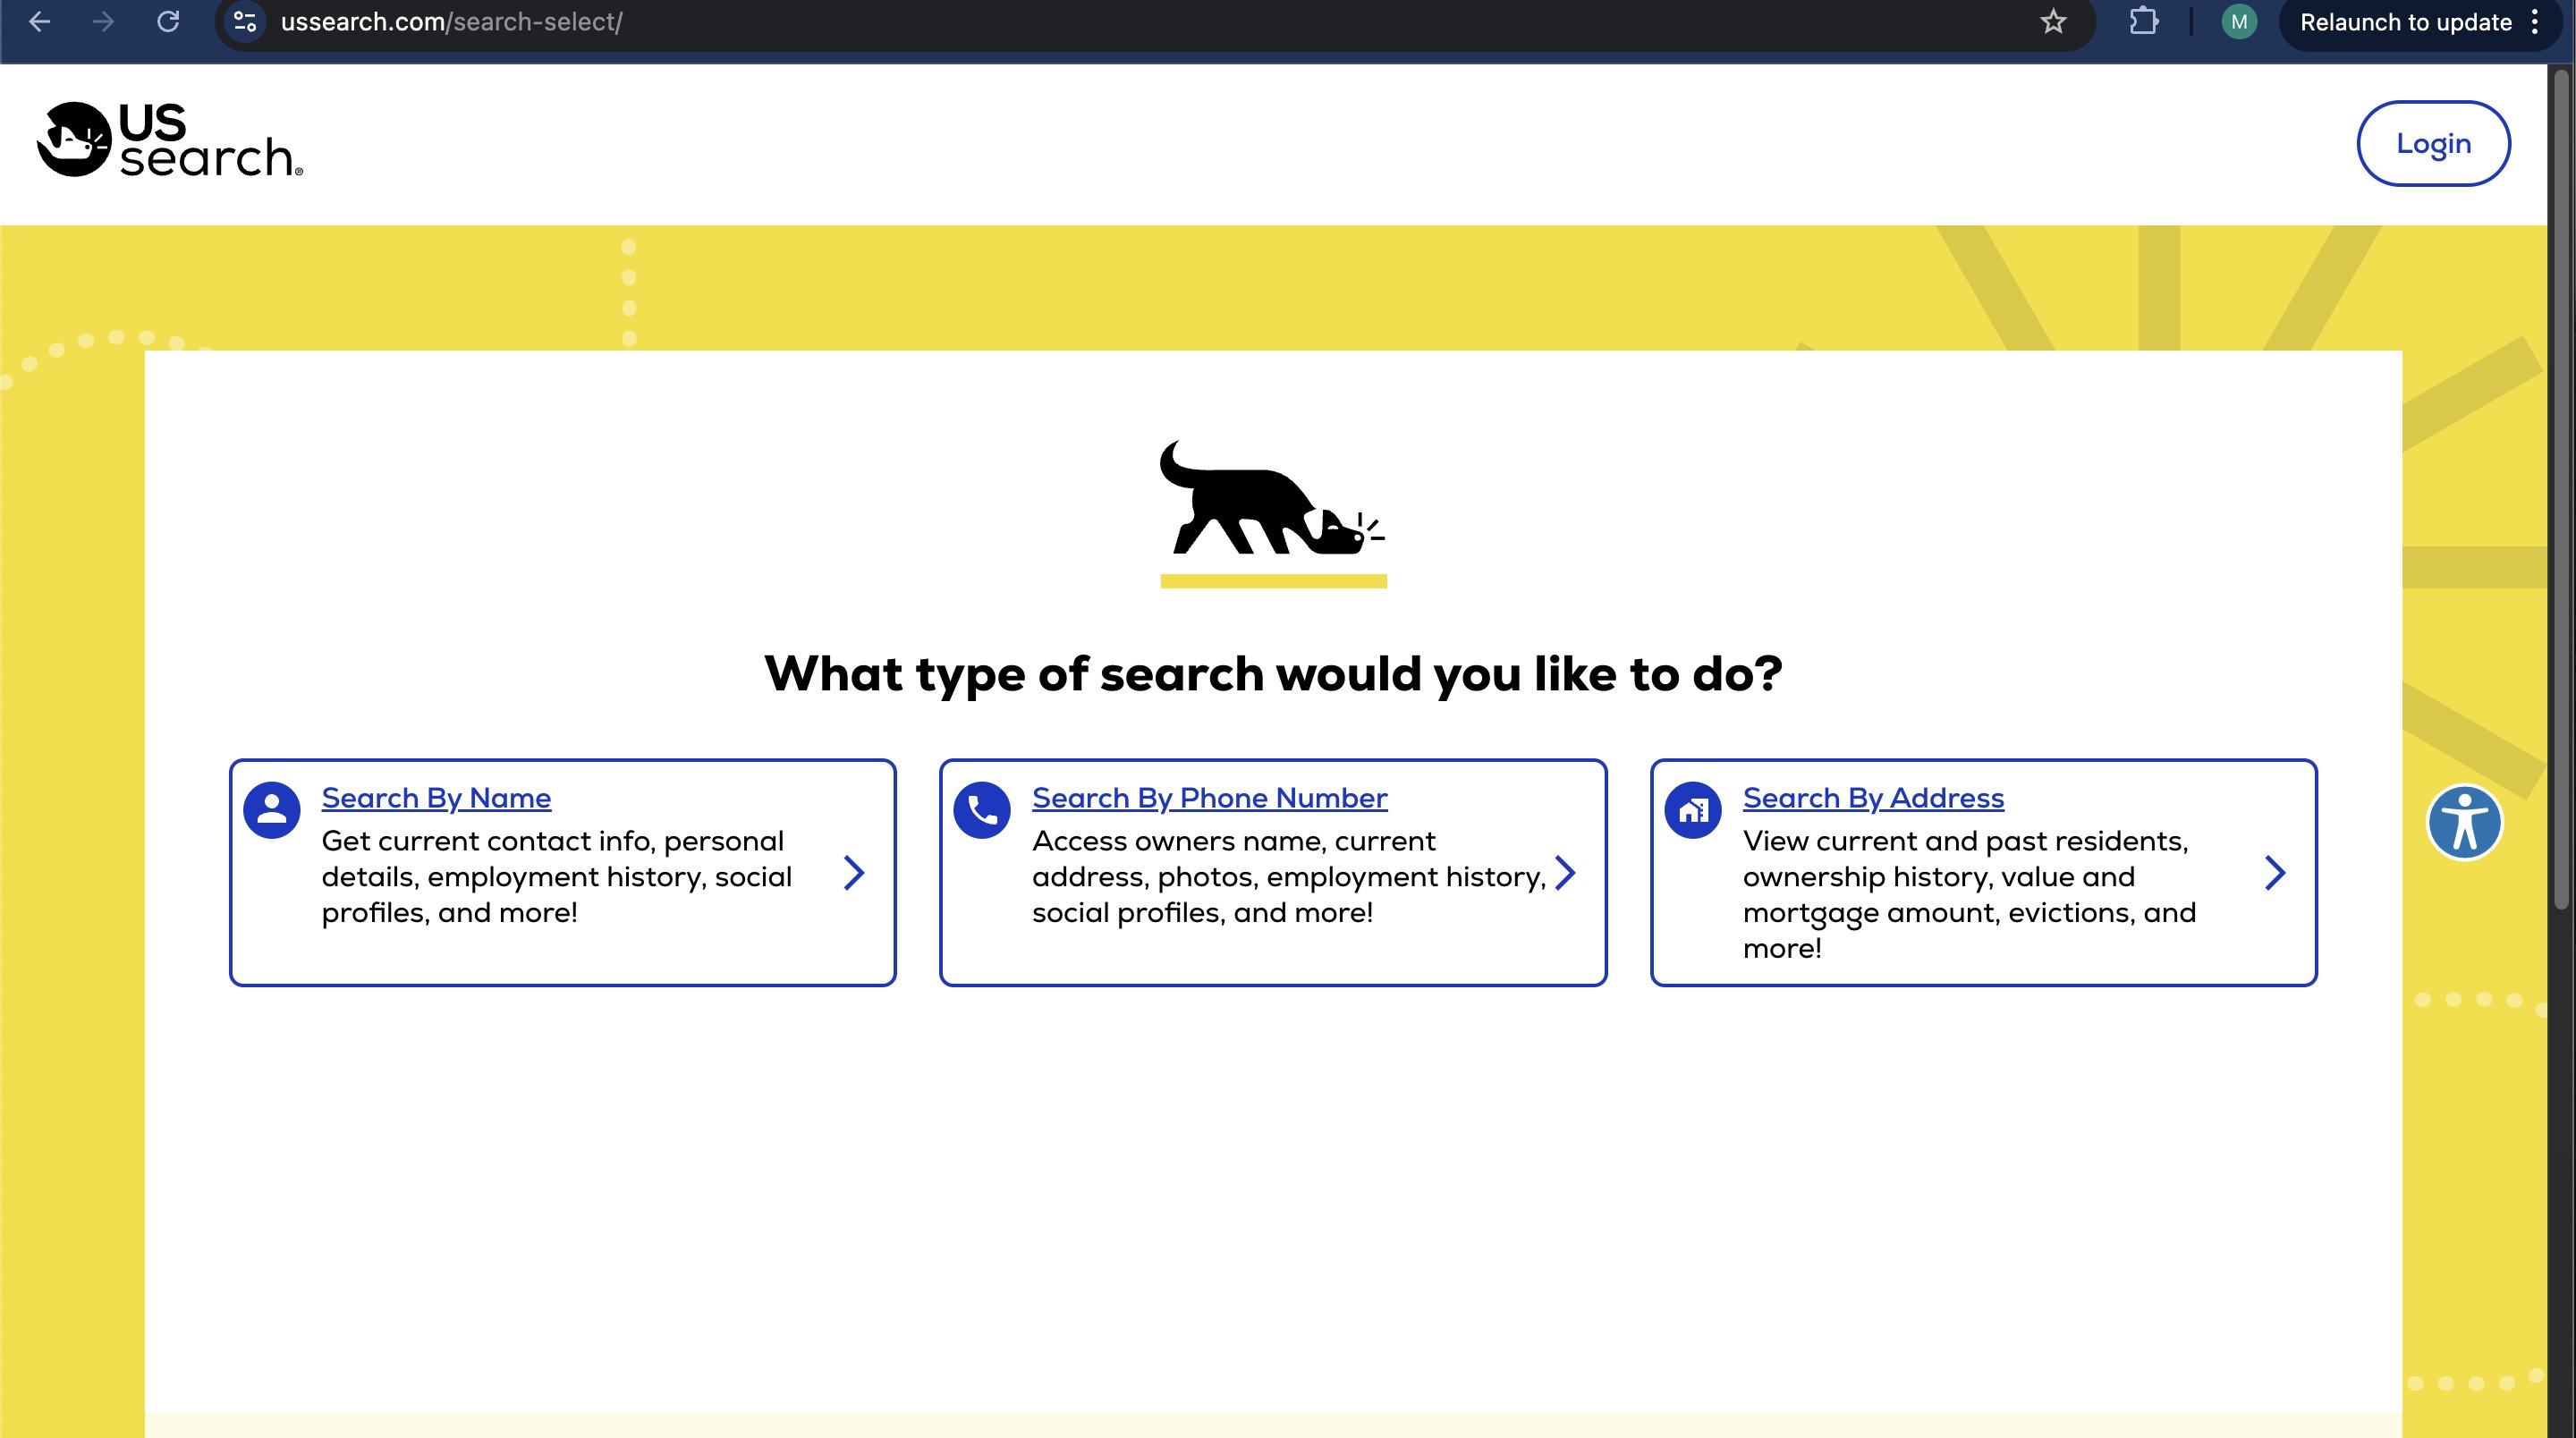 ussearch.com/search-select/
M
Relaunch to update
US
search.®
Login
What type of search would you like to do?
Search By Name
Get current contact info, personal
details, employment history, social
profiles, and more!
Search By Phone Number
Access owners name, current
address, photos, employment history,
social profiles, and more!
Search By Address
View current and past residents,
ownership history, value and
mortgage amount, evictions, and
more!